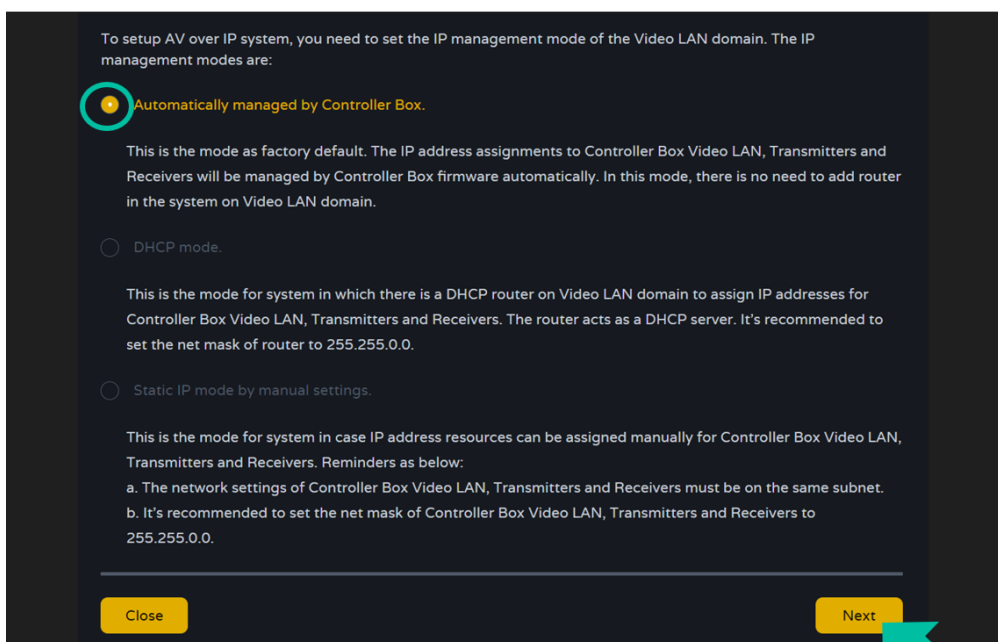 To setup AV over IP system, you need to set the IP management mode of the Video LAN domain. The IP
management modes are:
Automatically managed by Controller Box.
This is the mode as factory default. The IP address assignments to Controller Box Video LAN, Transmitters and
Receivers will be managed by Controller Box firmware automatically. In this mode, there is no need to add router
in the system on Video LAN domain.
DHCP mode.
This is the mode for system in which there is a DHCP router on Video LAN domain to assign IP addresses for
Controller Box Video LAN, Transmitters and Receivers. The router acts as a DHCP server. It's recommended to
set the net mask of router to 255.255.0.0.
Static IP mode by manual settings.
This is the mode for system in case IP address resources can be assigned manually for Controller Box Video LAN,
Transmitters and Receivers. Reminders as below:
a. The network settings of Controller Box Video LAN, Transmitters and Receivers must be on the same subnet.
b. It's recommended to set the net mask of Controller Box Video LAN, Transmitters and Receivers to
255.255.0.0.
Close
Next